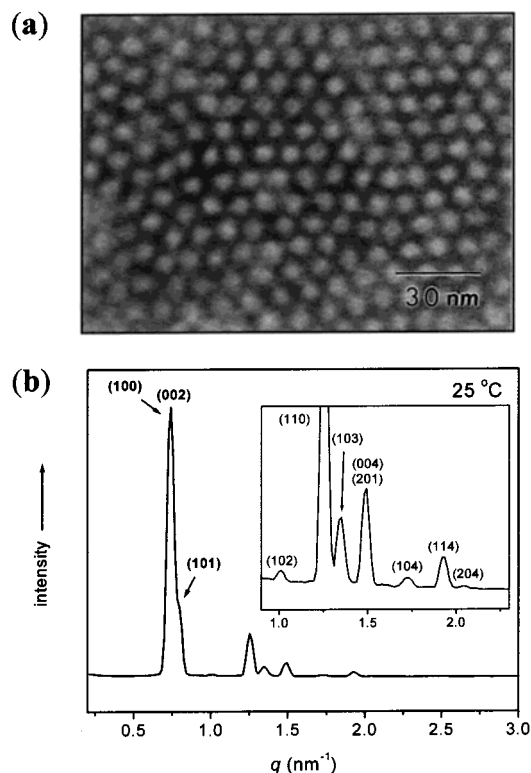 (a)
30 nm
(b)
(100)
(002)
25 °C
(101)
intensity
(110)
(103)
(004)
(201)
(102)
(104)
(114)
(204)
1.0 1.5 2.0
0.5 1.0 1.5 2.0 2.5 3.0
q (nm⁻¹)